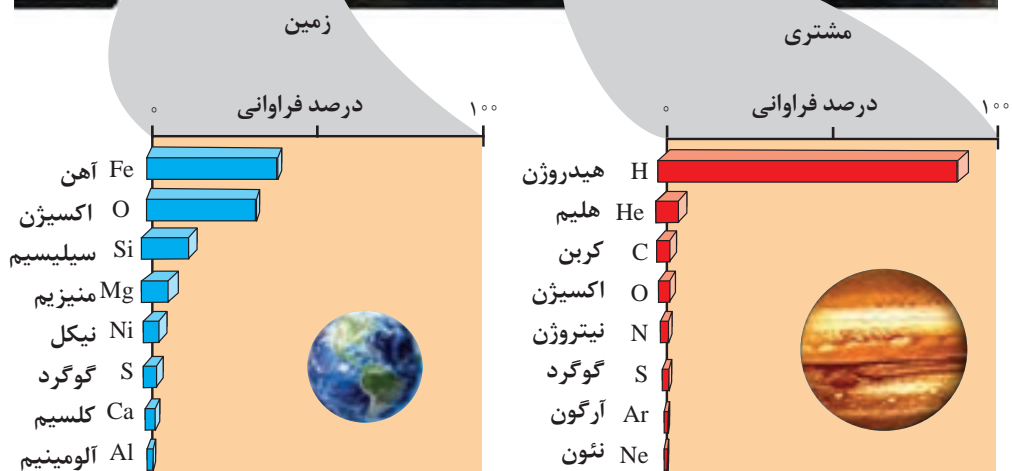 مشتری
درصد فراوانی
۰ ۱۰۰
H هیدروژن
He هلیم
C کربن
O اکسیژن
N نیتروژن
S گوگرد
Ar آرگون
Ne نئون
زمین
درصد فراوانی
۰ ۱۰۰
Fe آهن
O اکسیژن
Si سیلیسیم
Mg منیزیم
Ni نیکل
S گوگرد
Ca کلسیم
Al آلومینیم